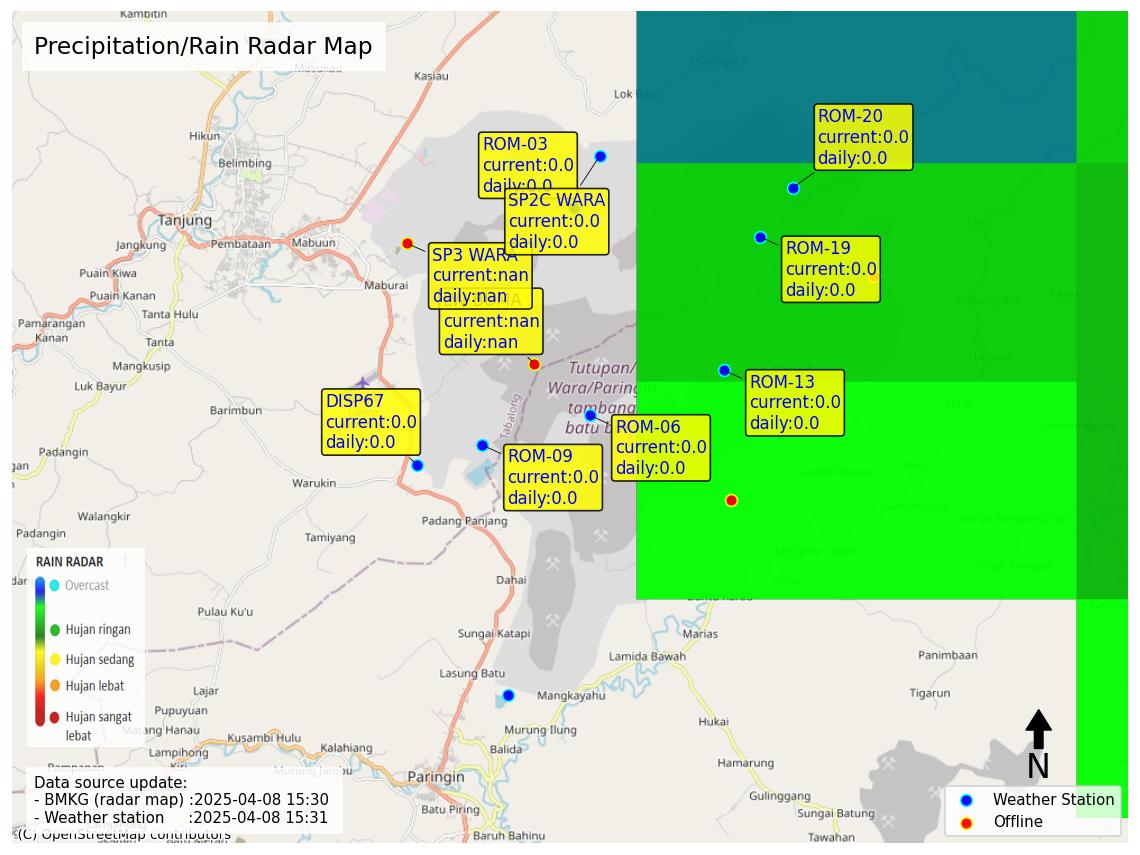 Precipitation/Rain Radar Map
Kambitin
Masukau
Kasiau
Lok Batu
Hikun
Belimbing
Tanjung
Jangkung
Pembataan
Mabuun
Puain Kiwa
Maburai
Puain Kanan
Tanta Hulu
Pamarangan
Kanan
Tanta
Mangkusip
Luk Bayur
Barimbun
Padangin
Warukin
Walangkir
Padangin
Tamiyang
Padang Panjang
Dahai
Pulau Ku'u
Sungai Katapi
Lasung Batu
Lajar
Pupuyuan
Matang Hanau
Kusambi Hulu
Lampihong
Kiri
Kalahiang
Murung Jambu
Mangkayahu
Murung Ilung
Balida
Paringin
Batu Piring
Baruh Bahinu
Marias
Lamida Bawah
Hukai
Hamarung
Gulinggang
Sungai Batung
Tawahan
Panimbaan
Tigarun
Tabalong
Tutupan/
Wara/Paringin
tambang
batu b
ROM-03
current:0.0
daily:0.0
SP2C WARA
current:0.0
daily:0.0
SP3 WARA
current:nan
daily:nan
current:nan
daily:nan
ROM-20
current:0.0
daily:0.0
ROM-19
current:0.0
daily:0.0
ROM-13
current:0.0
daily:0.0
DISP67
current:0.0
daily:0.0
ROM-06
current:0.0
daily:0.0
ROM-09
current:0.0
daily:0.0
RAIN RADAR
Overcast
Hujan ringan
Hujan sedang
Hujan lebat
Hujan sangat
lebat
Data source update:
- BMKG (radar map) :2025-04-08 15:30
- Weather station :2025-04-08 15:31
(C) OpenStreetMap contributors
N
Weather Station
Offline